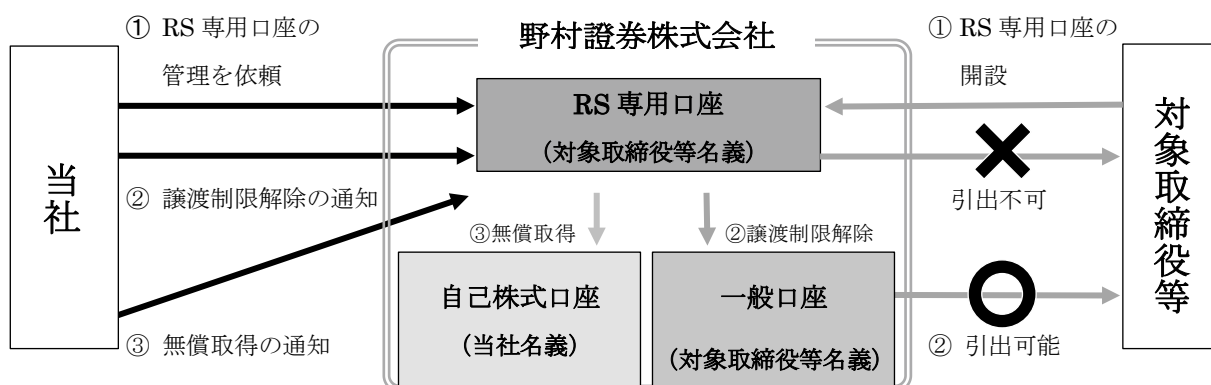 ① RS 専用口座の
管理を依頼
② 譲渡制限解除の通知
③ 無償取得の通知
当社
野村證券株式会社
RS 専用口座
(対象取締役等名義)
③無償取得
②譲渡制限解除
自己株式口座
(当社名義)
一般口座
(対象取締役等名義)
① RS 専用口座の
開設
引出不可
② 引出可能
対象取締役等